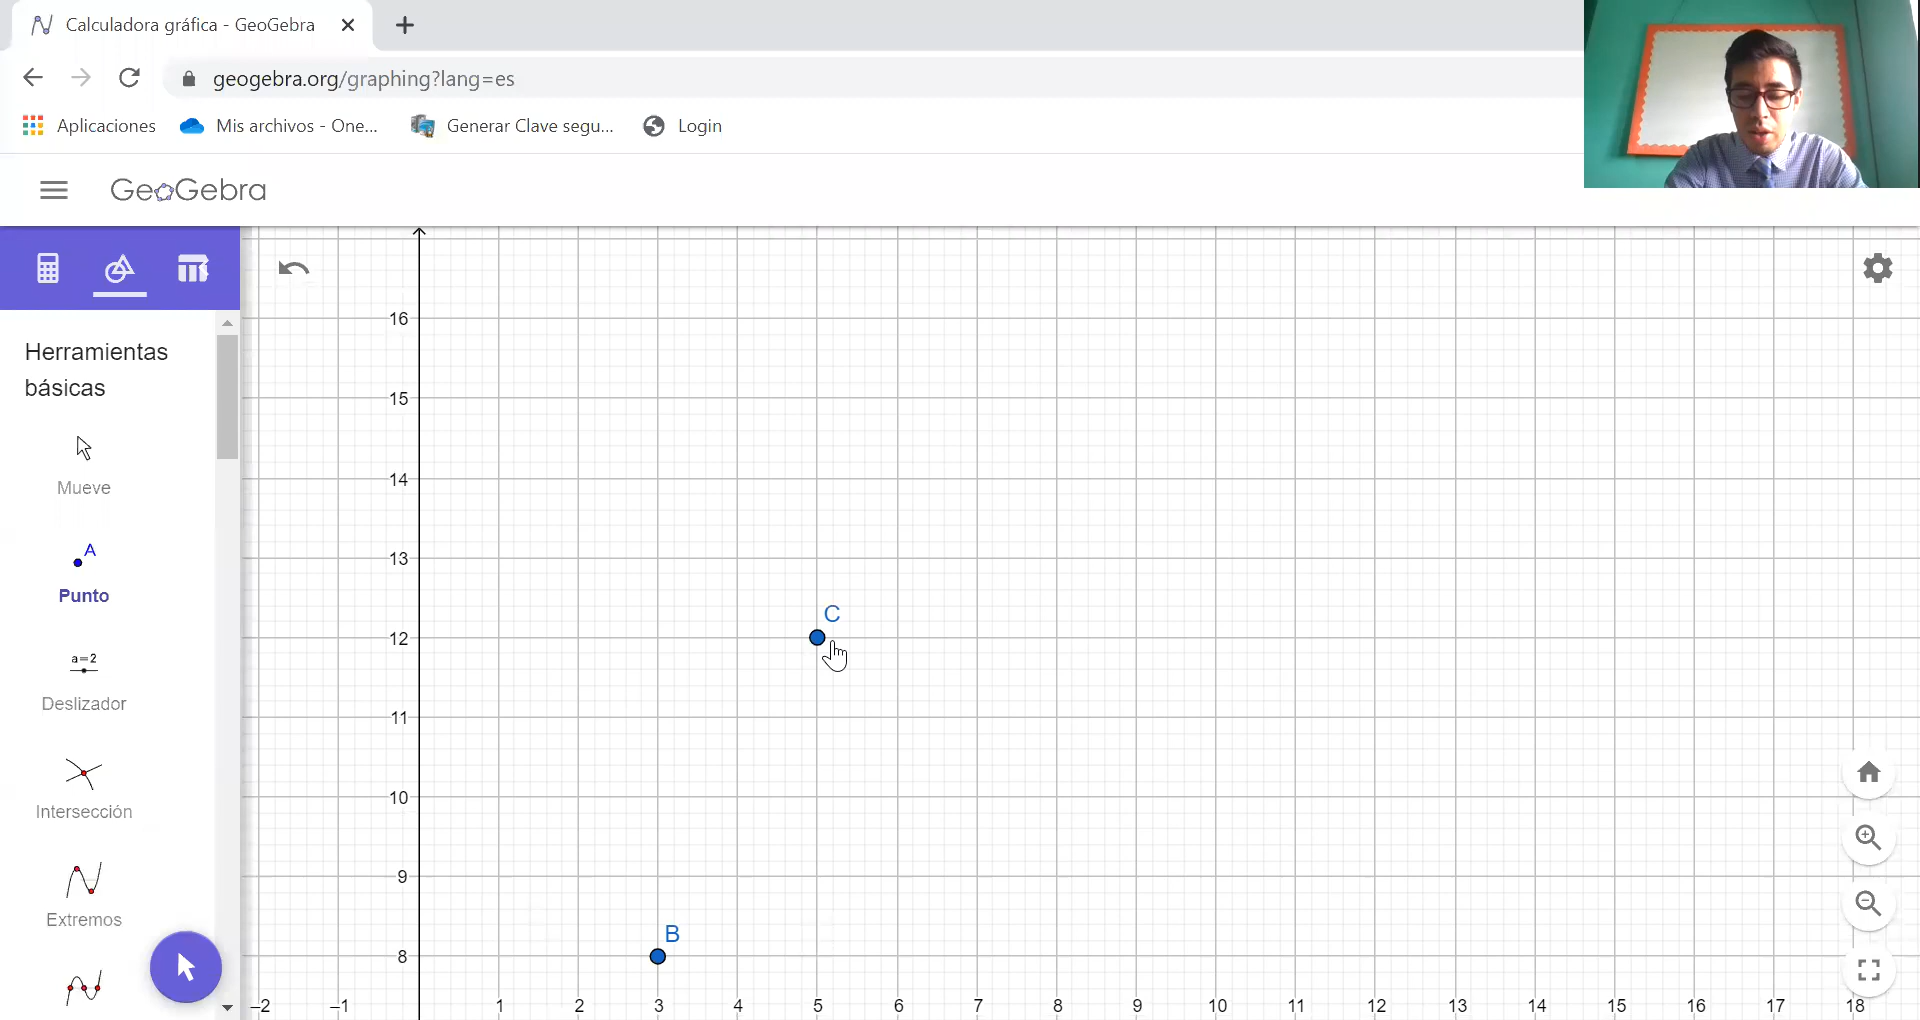 Calculadora gráfica - GeoGebra
geogebra.org/graphing?lang=es
Aplicaciones Mis archivos - One... Generar Clave segu... Login
GeoGebra
Herramientas
básicas
Mueve
A
Punto
a=2
Deslizador
Intersección
Extremos
16
15
14
13
C
12
11
10
9
B
8
–2 –1 1 2 3 4 5 6 7 8 9 10 11 12 13 14 15 16 17 18